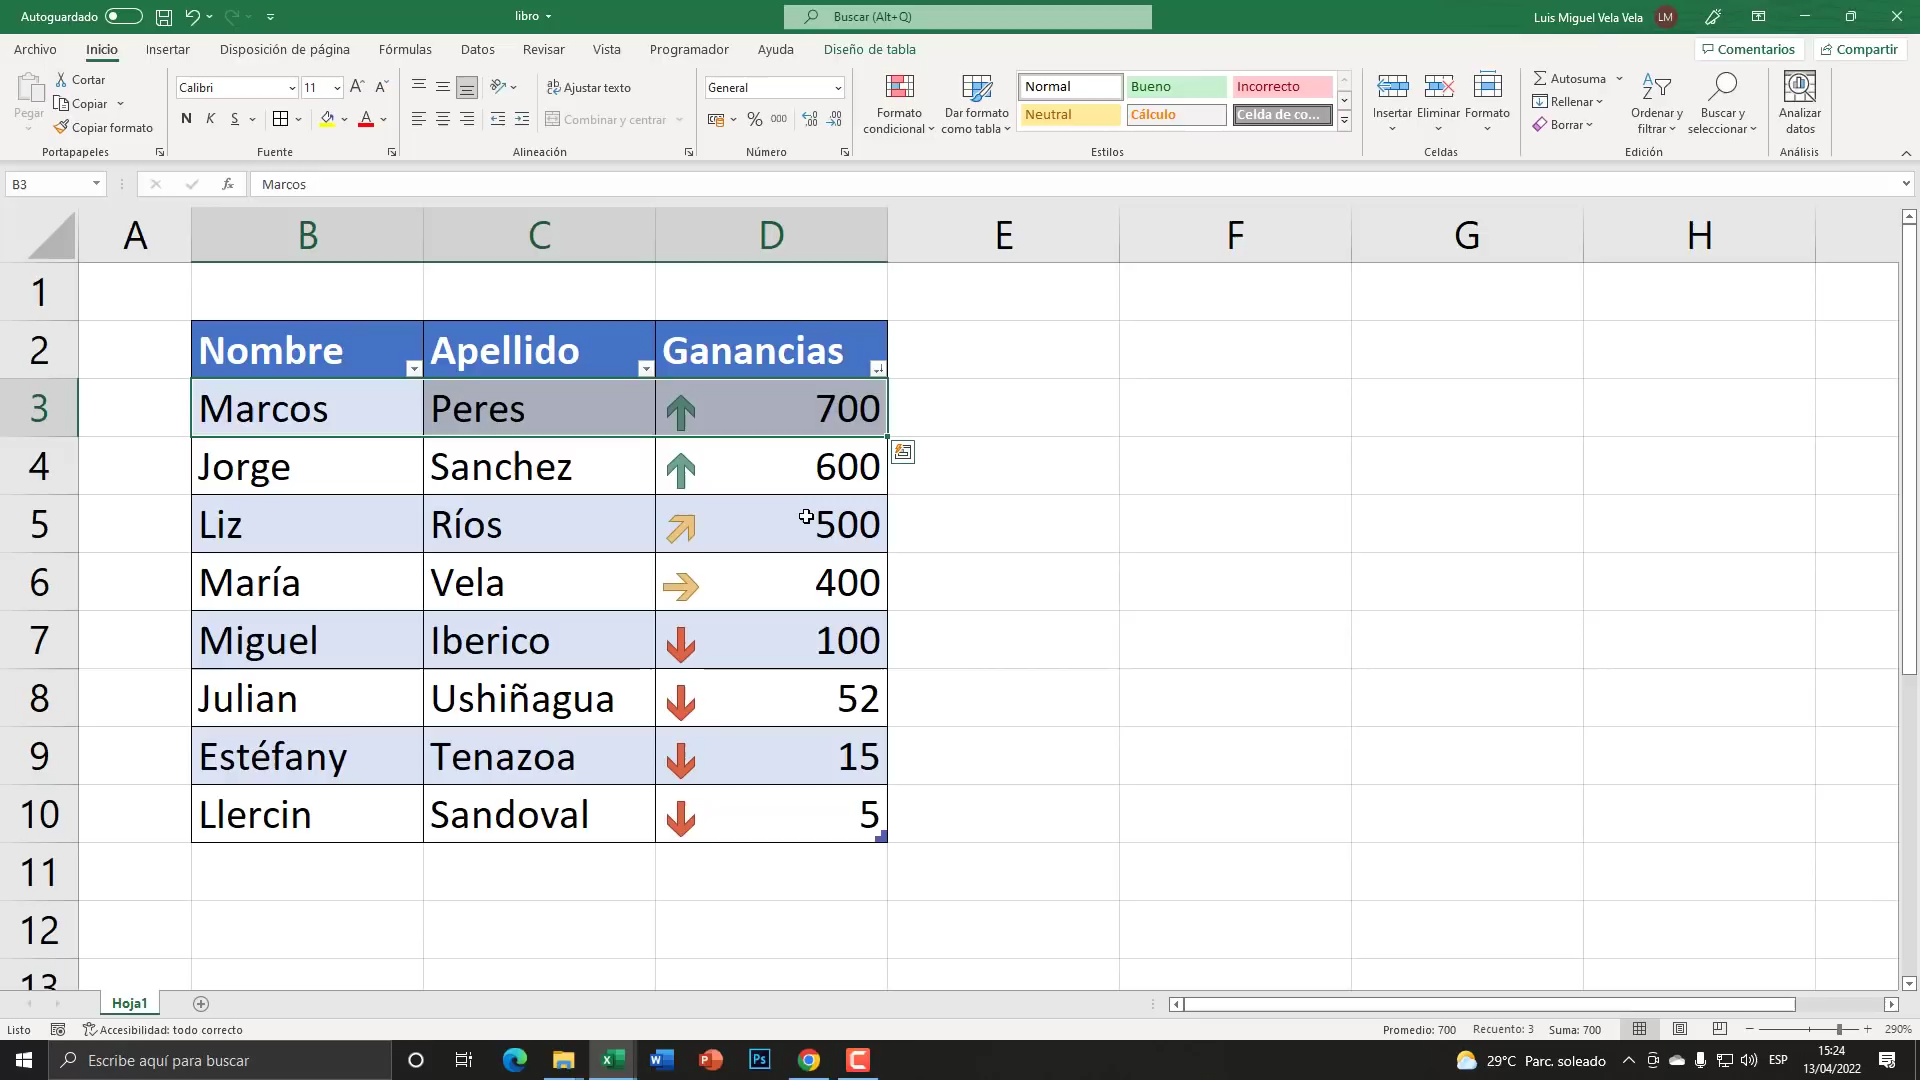 Autoguardado libro Buscar (Alt+Q) Luis Miguel Vela Vela LM
Archivo Inicio Insertar Disposición de página Fórmulas Datos Revisar Vista Programador Ayuda Diseño de tabla Comentarios Compartir
Pegar
Cortar
Copiar
Copiar formato
Portapapeles
Calibri 11
N K S
Fuente
Ajustar texto
Combinar y centrar
Alineación
General
% 000
Número
Formato condicional
Dar formato como tabla
Normal Bueno Incorrecto
Neutral Cálculo Celda de co...
Estilos
Insertar Eliminar Formato
Celdas
Autosuma
Rellenar
Borrar
Ordenar y filtrar
Buscar y seleccionar
Edición
Analizar datos
Análisis
B3 fx Marcos
A B C D E F G H
1
2 Nombre Apellido Ganancias
3 Marcos Peres 700
4 Jorge Sanchez 600
5 Liz Ríos 500
6 María Vela 400
7 Miguel Iberico 100
8 Julian Ushiñagua 52
9 Estéfany Tenazoa 15
10 Llercin Sandoval 5
11
12
13
Hoja1
Listo Accesibilidad: todo correcto Promedio: 700 Recuento: 3 Suma: 700 290%
Escribe aquí para buscar 29°C Parc. soleado ESP 15:24
13/04/2022